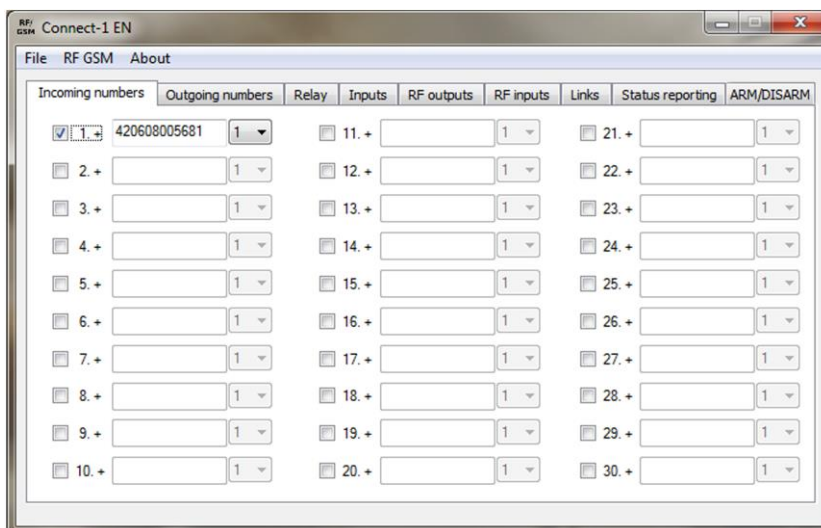 RF/GSM Connect-1 EN
File RF GSM About
Incoming numbers Outgoing numbers Relay Inputs RF outputs RF inputs Links Status reporting ARM/DISARM
1. + 420608005681 1 11. + 1 21. + 1
2. + 1 12. + 1 22. + 1
3. + 1 13. + 1 23. + 1
4. + 1 14. + 1 24. + 1
5. + 1 15. + 1 25. + 1
6. + 1 16. + 1 26. + 1
7. + 1 17. + 1 27. + 1
8. + 1 18. + 1 28. + 1
9. + 1 19. + 1 29. + 1
10. + 1 20. + 1 30. + 1